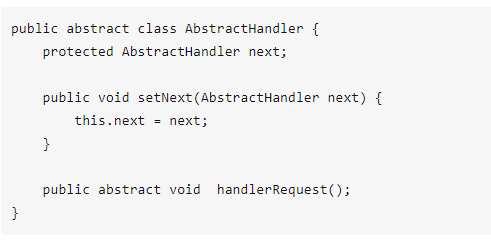 public abstract class AbstractHandler {
    protected AbstractHandler next;

    public void setNext(AbstractHandler next) {
        this.next = next;
    }

    public abstract void  handlerRequest();
}